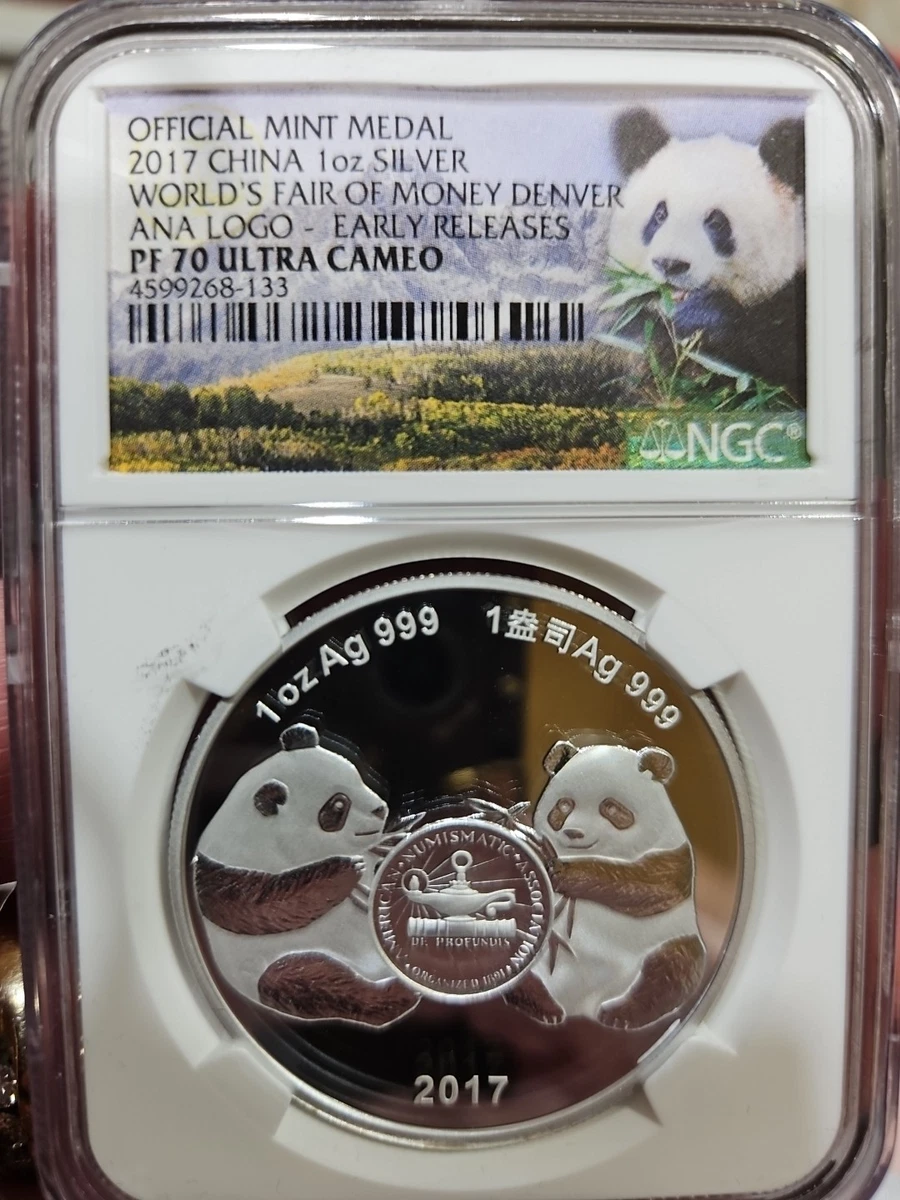 OFFICIAL MINT MEDAL
2017 CHINA 1oz SILVER
WORLD'S FAIR OF MONEY DENVER
ANA LOGO - EARLY RELEASES
PF 70 ULTRA CAMEO
4599268-133
NGC®
1oz Ag 999
1盎司Ag 999
AMERICAN·NUMISMATIC·ASSOCIATION
DE PROFUNDIS
·ORGANIZED 1891·
2017